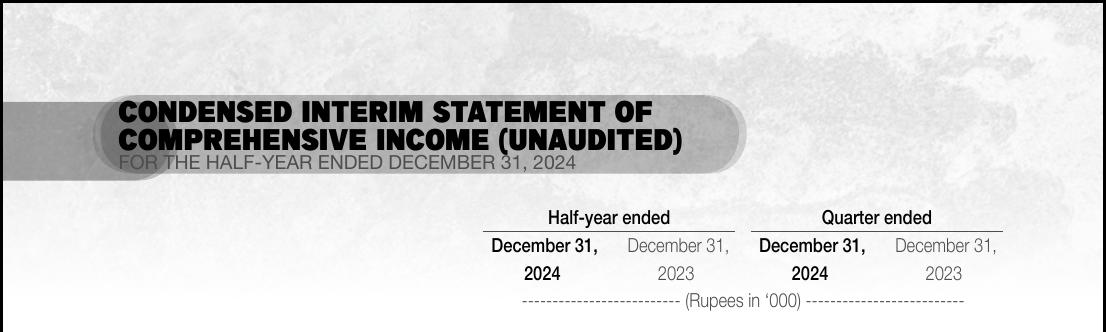 CONDENSED INTERIM STATEMENT OF
COMPREHENSIVE INCOME (UNAUDITED)
FOR THE HALF-YEAR ENDED DECEMBER 31, 2024
Half-year ended Quarter ended
December 31, December 31, December 31, December 31,
2024 2023 2024 2023
-------------------------- (Rupees in ‘000) --------------------------